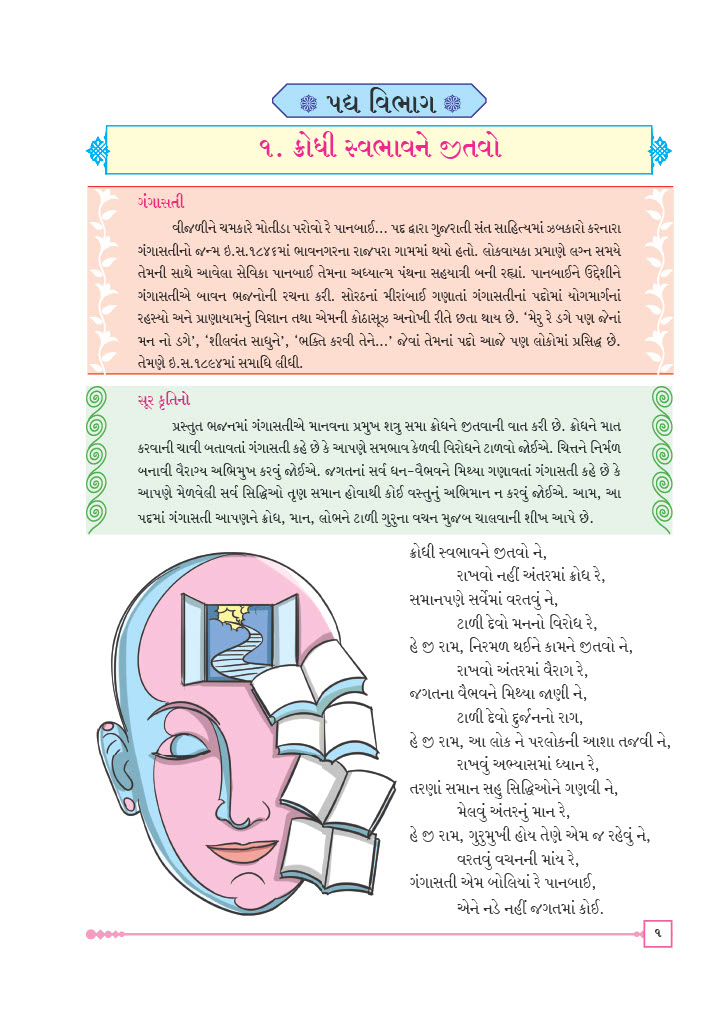 પદ્ય વિભાગ
૧. ક્રોધી સ્વભાવને જીતવો
ગંગાસતી
વીજળીને ચમકારે મોતીડા પરોવો રે પાનબાઈ... પદ દ્વારા ગુજરાતી સંત સાહિત્યમાં ઝબકારો કરનારા
ગંગાસતીનો જન્મ ઇ.સ.૧૮૪૬માં ભાવનગરના રાજપરા ગામમાં થયો હતો. લોકવાયકા પ્રમાણે લગ્ન સમયે
તેમની સાથે આવેલા સેવિકા પાનબાઈ તેમના અધ્યાત્મ પંથના સહયાત્રી બની રહ્યાં. પાનબાઈને ઉદ્દેશીને
ગંગાસતીએ બાવન ભજનોની રચના કરી. સોરઠનાં મીરાંબાઈ ગણાતાં ગંગાસતીનાં પદોમાં યોગમાર્ગનાં
રહસ્યો અને પ્રાણાયામનું વિજ્ઞાન તથા એમની કોઠાસૂઝ અનોખી રીતે છતા થાય છે. ‘મેરુ રે ડગે પણ જેનાં
મન નો ડગે’, ‘શીલવંત સાધુને’, ‘ભક્તિ કરવી તેને...’ જેવાં તેમનાં પદો આજે પણ લોકોમાં પ્રસિદ્ધ છે.
તેમણે ઇ.સ.૧૮૯૪માં સમાધિ લીધી.
સૂર કૃતિનો
પ્રસ્તુત ભજનમાં ગંગાસતીએ માનવના પ્રમુખ શત્રુ સમા ક્રોધને જીતવાની વાત કરી છે. ક્રોધને માત
કરવાની ચાવી બતાવતાં ગંગાસતી કહે છે કે આપણે સમભાવ કેળવી વિરોધને ટાળવો જોઈએ. ચિત્તને નિર્મળ
બનાવી વૈરાગ્ય અભિમુખ કરવું જોઈએ. જગતનાં સર્વ ધન-વૈભવને મિથ્યા ગણાવતાં ગંગાસતી કહે છે કે
આપણે મેળવેલી સર્વ સિદ્ધિઓ તૃણ સમાન હોવાથી કોઈ વસ્તુનું અભિમાન ન કરવું જોઈએ. આમ, આ
પદમાં ગંગાસતી આપણને ક્રોધ, માન, લોભને ટાળી ગુરુના વચન મુજબ ચાલવાની શીખ આપે છે.
ક્રોધી સ્વભાવને જીતવો ને,
રાખવો નહીં અંતરમાં ક્રોધ રે,
સમાનપણે સર્વેમાં વરતવું ને,
ટાળી દેવો મનનો વિરોધ રે,
હે જી રામ, નિરમળ થઈને કામને જીતવો ને,
રાખવો અંતરમાં વૈરાગ રે,
જગતના વૈભવને મિથ્યા જાણી ને,
ટાળી દેવો દુર્જનનો રાગ,
હે જી રામ, આ લોક ને પરલોકની આશા તજવી ને,
રાખવું અભ્યાસમાં ધ્યાન રે,
તરણાં સમાન સહુ સિદ્ધિઓને ગણવી ને,
મેલવું અંતરનું માન રે,
હે જી રામ, ગુરુમુખી હોય તેણે એમ જ રહેવું ને,
વરતવું વચનની માંય રે,
ગંગાસતી એમ બોલિયાં રે પાનબાઈ,
એને નડે નહીં જગતમાં કોઈ.
૧